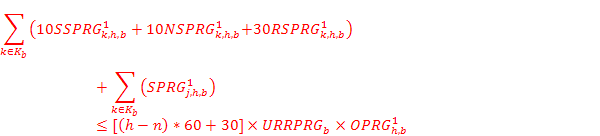 ∑_{k∈K_b} (10SSPRG^1_{k,h,b} + 10NSPRG^1_{k,h,b}+30RSPRG^1_{k,h,b})
+ ∑_{k∈K_b} (SPRG^1_{j,h,b})
≤ [(h − n) * 60 + 30] × URRPRG_b × OPRG^1_{h,b}